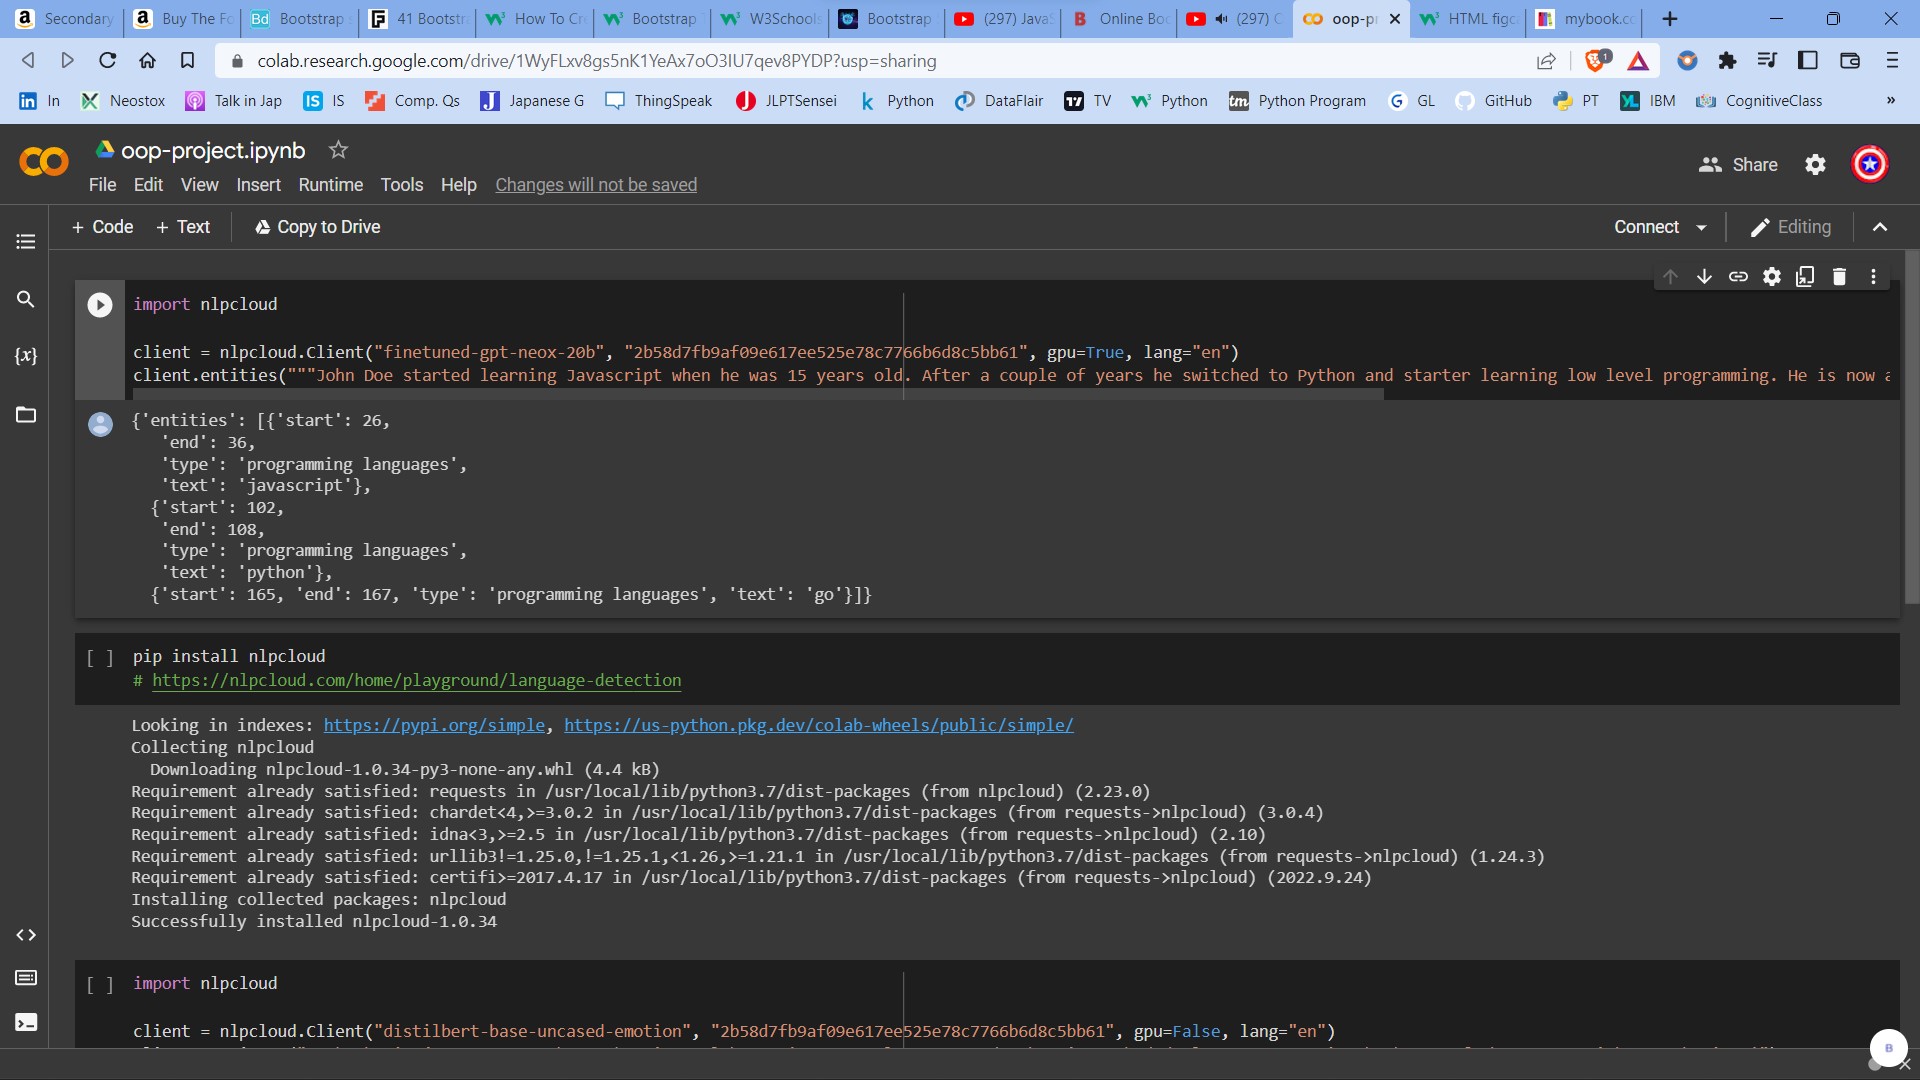 Secondary
Buy The Fo
Bootstrap s
41 Bootstr
How To Cr
Bootstrap T
W3Schools
Bootstrap
(297) Javas
Online Boo
(297) C
oop-pr
HTML figc
mybook.co
colab.research.google.com/drive/1WyFLxv8gs5nK1YeAx7oO3IU7qev8PYDP?usp=sharing
In Neostox Talk in Jap IS Comp. Qs Japanese G ThingSpeak JLPTSensei Python DataFlair TV Python Python Program GL GitHub PT IBM CognitiveClass »
oop-project.ipynb
File Edit View Insert Runtime Tools Help Changes will not be saved
Share
+ Code + Text Copy to Drive
Connect Editing
import nlpcloud
client = nlpcloud.Client("finetuned-gpt-neox-20b", "2b58d7fb9af09e617ee525e78c7766b6d8c5bb61", gpu=True, lang="en")
client.entities("""John Doe started learning Javascript when he was 15 years old. After a couple of years he switched to Python and starter learning low level programming. He is now a
{'entities': [{'start': 26,
'end': 36,
'type': 'programming languages',
'text': 'javascript'},
{'start': 102,
'end': 108,
'type': 'programming languages',
'text': 'python'},
{'start': 165, 'end': 167, 'type': 'programming languages', 'text': 'go'}]}
[ ] pip install nlpcloud
# https://nlpcloud.com/home/playground/language-detection
Looking in indexes: https://pypi.org/simple, https://us-python.pkg.dev/colab-wheels/public/simple/
Collecting nlpcloud
Downloading nlpcloud-1.0.34-py3-none-any.whl (4.4 kB)
Requirement already satisfied: requests in /usr/local/lib/python3.7/dist-packages (from nlpcloud) (2.23.0)
Requirement already satisfied: chardet<4,>=3.0.2 in /usr/local/lib/python3.7/dist-packages (from requests->nlpcloud) (3.0.4)
Requirement already satisfied: idna<3,>=2.5 in /usr/local/lib/python3.7/dist-packages (from requests->nlpcloud) (2.10)
Requirement already satisfied: urllib3!=1.25.0,!=1.25.1,<1.26,>=1.21.1 in /usr/local/lib/python3.7/dist-packages (from requests->nlpcloud) (1.24.3)
Requirement already satisfied: certifi>=2017.4.17 in /usr/local/lib/python3.7/dist-packages (from requests->nlpcloud) (2022.9.24)
Installing collected packages: nlpcloud
Successfully installed nlpcloud-1.0.34
[ ] import nlpcloud
client = nlpcloud.Client("distilbert-base-uncased-emotion", "2b58d7fb9af09e617ee525e78c7766b6d8c5bb61", gpu=False, lang="en")